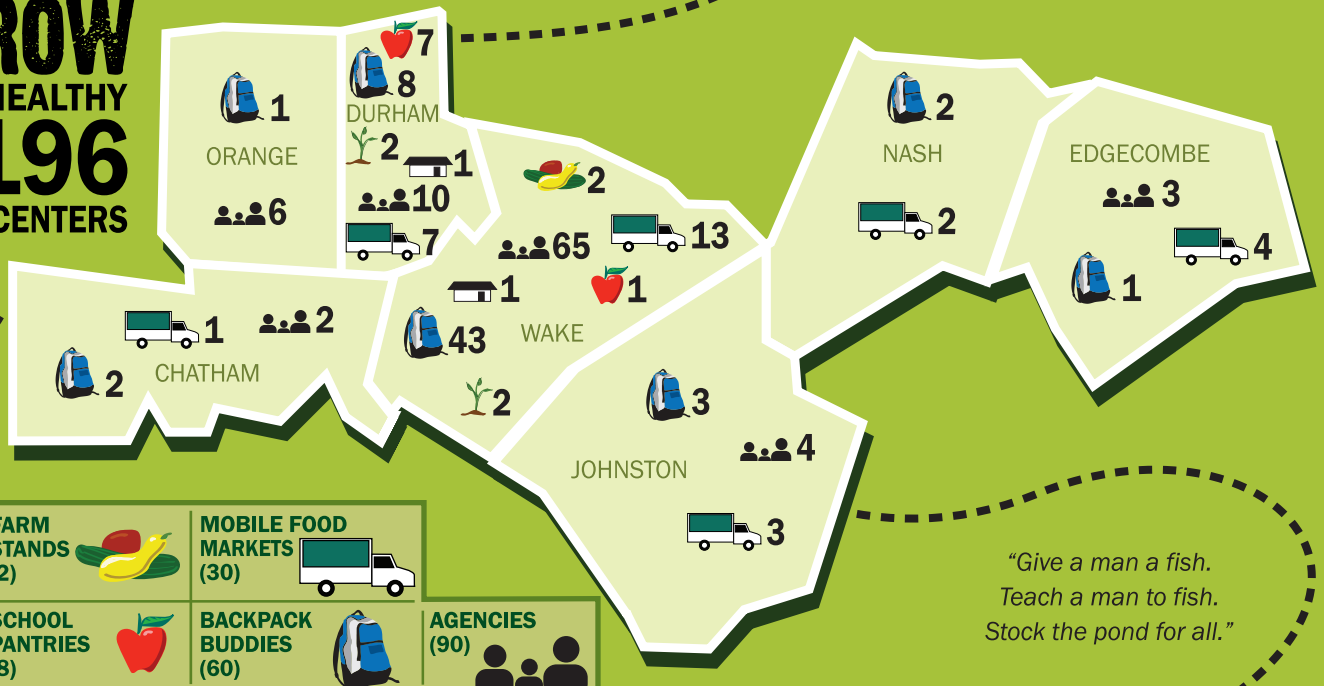 ROW
HEALTHY
196
CENTERS
7
8
DURHAM
2
1
10
7
1
ORANGE
6
2
13
65
1
1
43
WAKE
2
1
2
CHATHAM
2
3
JOHNSTON
4
3
2
NASH
2
EDGECOMBE
3
4
1
FARM
STANDS
2)
MOBILE FOOD
MARKETS
(30)
SCHOOL
PANTRIES
8)
BACKPACK
BUDDIES
(60)
AGENCIES
(90)
“Give a man a fish.
Teach a man to fish.
Stock the pond for all.”